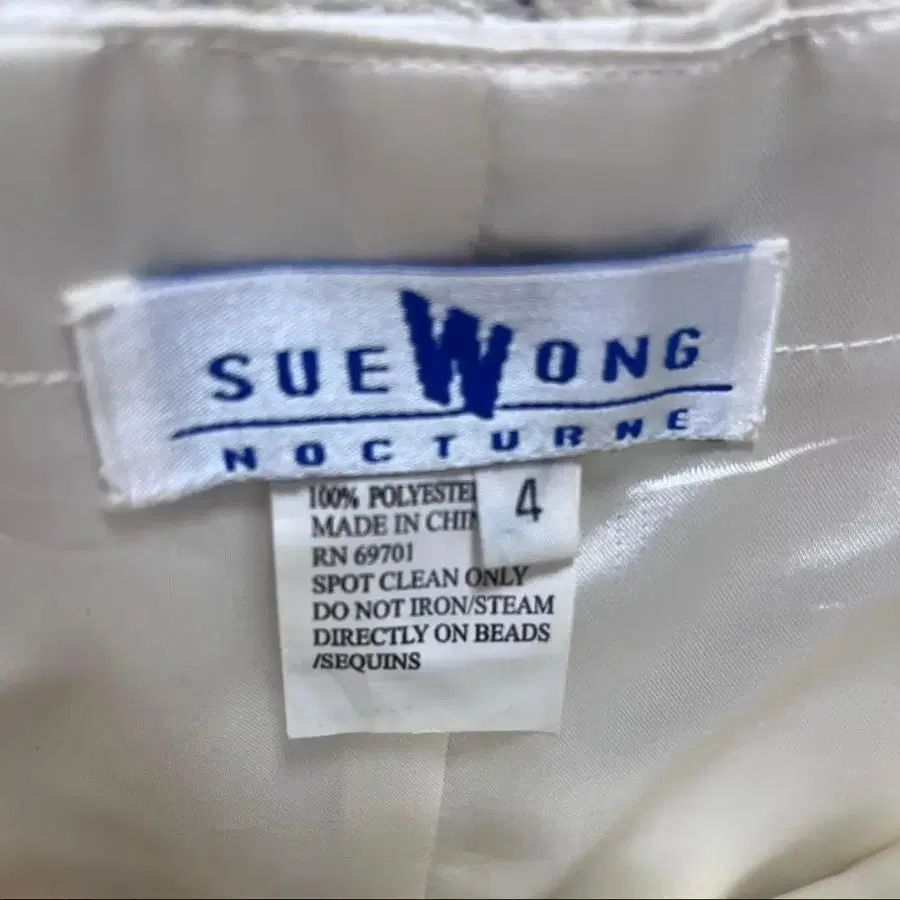 SUE WONG
NOCTURNE
100% POLYESTE
4
MADE IN CHI
RN 69701
SPOT CLEAN ONLY
DO NOT IRON/STEAM
DIRECTLY ON BEADS
/SEQUINS